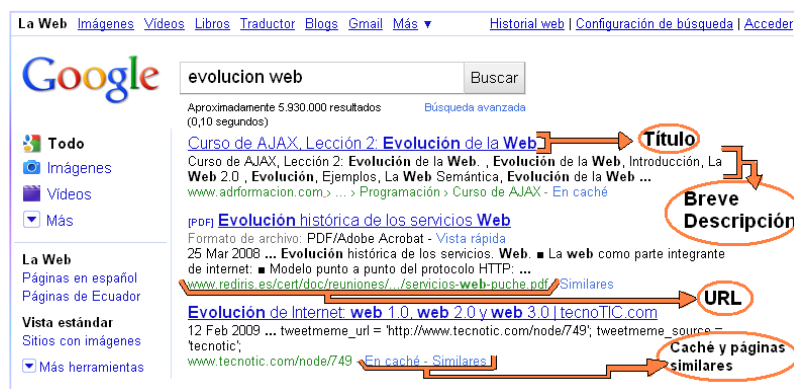 La Web Imágenes Vídeos Libros Traductor Blogs Gmail Más ▼ Historial web | Configuración de búsqueda | Acceder
Google
evolucion web
Buscar
Aproximadamente 5.930.000 resultados
(0,10 segundos)
Búsqueda avanzada
Todo
Imágenes
Vídeos
Más
La Web
Páginas en español
Páginas de Ecuador
Vista estándar
Sitios con imágenes
Más herramientas
Curso de AJAX, Lección 2: Evolución de la Web
Título
Curso de AJAX, Lección 2: Evolución de la Web. , Evolución de la Web, Introducción, La
Web 2.0 , Evolución, Ejemplos, La Web Semántica, Evolución de la Web ...
www.adrformacion.com › ... › Programación › Curso de AJAX - En caché
Breve
Descripción
[PDF] Evolución histórica de los servicios Web
Formato de archivo: PDF/Adobe Acrobat - Vista rápida
25 Mar 2008 ... Evolución histórica de los servicios. Web. ■ La web como parte integrante
de internet: ■ Modelo punto a punto del protocolo HTTP: ...
www.rediris.es/cert/doc/reuniones/.../servicios-web-puche.pdf Similares
URL
Evolución de Internet: web 1.0, web 2.0 y web 3.0 | tecnoTIC.com
12 Feb 2009 ... tweetmeme_url = 'http://www.tecnotic.com/node/749'; tweetmeme_source =
'tecnotic';
www.tecnotic.com/node/749 - En caché - Similares
Caché y páginas
similares